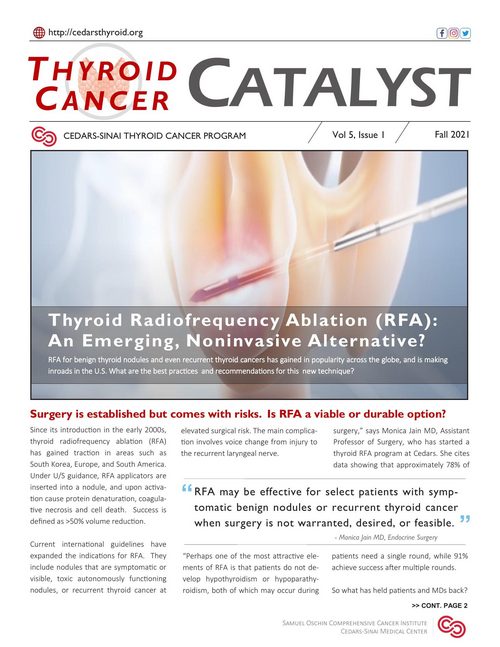 http://cedarsthyroid.org
THYROID
CANCER
CATALYST
CEDARS-SINAI THYROID CANCER PROGRAM
Vol 5, Issue 1
Fall 2021
Thyroid Radiofrequency Ablation (RFA):
An Emerging, Noninvasive Alternative?
RFA for benign thyroid nodules and even recurrent thyroid cancers has gained in popularity across the globe, and is making
inroads in the U.S. What are the best practices and recommendations for this new technique?
Surgery is established but comes with risks. Is RFA a viable or durable option?
Since its introduction in the early 2000s,
thyroid radiofrequency ablation (RFA)
has gained traction in areas such as
South Korea, Europe, and South America.
Under U/S guidance, RFA applicators are
inserted into a nodule, and upon activa-
tion cause protein denaturation, coagula-
tive necrosis and cell death. Success is
defined as >50% volume reduction.
Current international guidelines have
expanded the indications for RFA. They
include nodules that are symptomatic or
visible, toxic autonomously functioning
nodules, or recurrent thyroid cancer at
elevated surgical risk. The main complica-
tion involves voice change from injury to
the recurrent laryngeal nerve.
surgery,” says Monica Jain MD, Assistant
Professor of Surgery, who has started a
thyroid RFA program at Cedars. She cites
data showing that approximately 78% of
“RFA may be effective for select patients with symp-
tomatic benign nodules or recurrent thyroid cancer
when surgery is not warranted, desired, or feasible.”
- Monica Jain MD, Endocrine Surgery
“Perhaps one of the most attractive ele-
ments of RFA is that patients do not de-
velop hypothyroidism or hypoparathy-
roidism, both of which may occur during
patients need a single round, while 91%
achieve success after multiple rounds.
So what has held patients and MDs back?
>> CONT. PAGE 2
SAMUEL OSCHIN COMPREHENSIVE CANCER INSTITUTE
CEDARS-SINAI MEDICAL CENTER